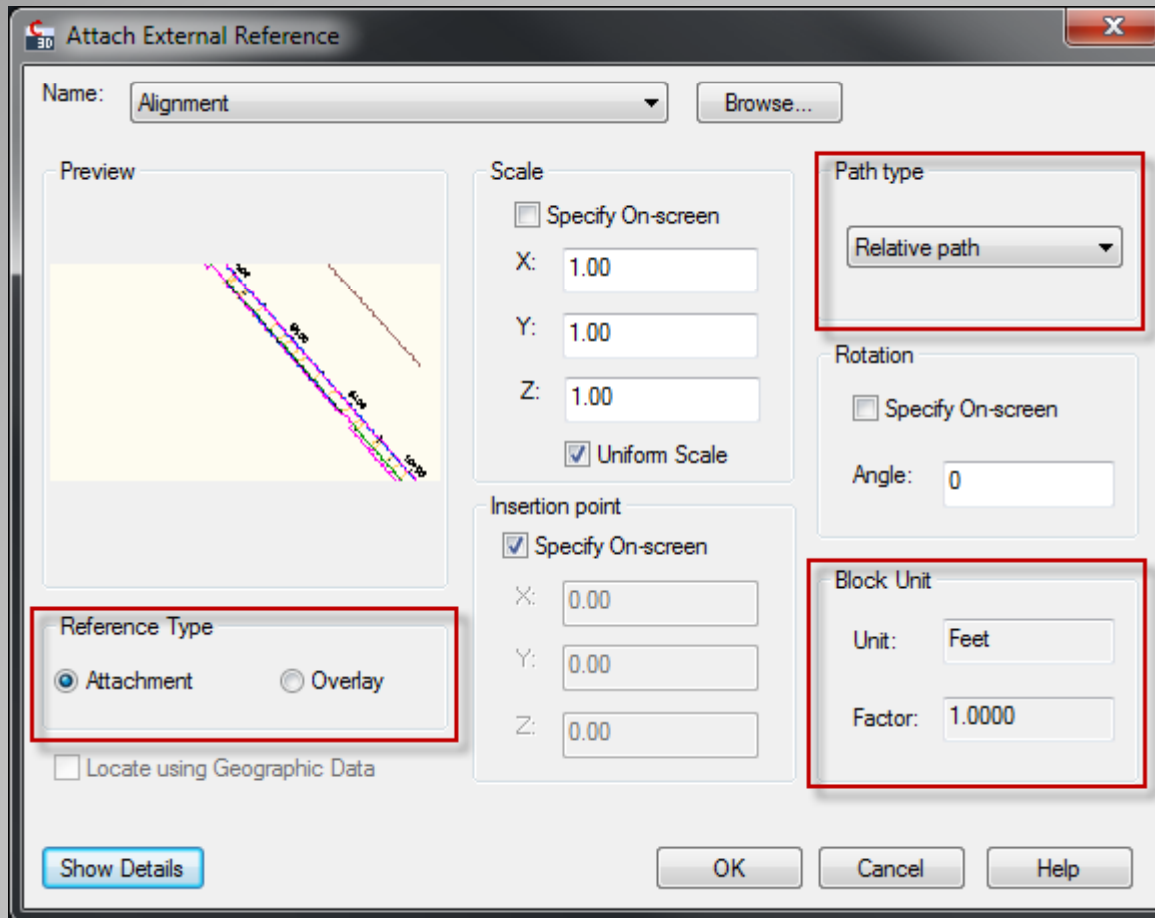 C 3D Attach External Reference
Name: Alignment Browse...
Preview
Scale
Specify On-screen
X: 1.00
Y: 1.00
Z: 1.00
Uniform Scale
Path type
Relative path
Rotation
Specify On-screen
Angle: 0
Insertion point
Specify On-screen
X: 0.00
Y: 0.00
Z: 0.00
Block Unit
Unit: Feet
Factor: 1.0000
Reference Type
Attachment Overlay
Locate using Geographic Data
Show Details OK Cancel Help